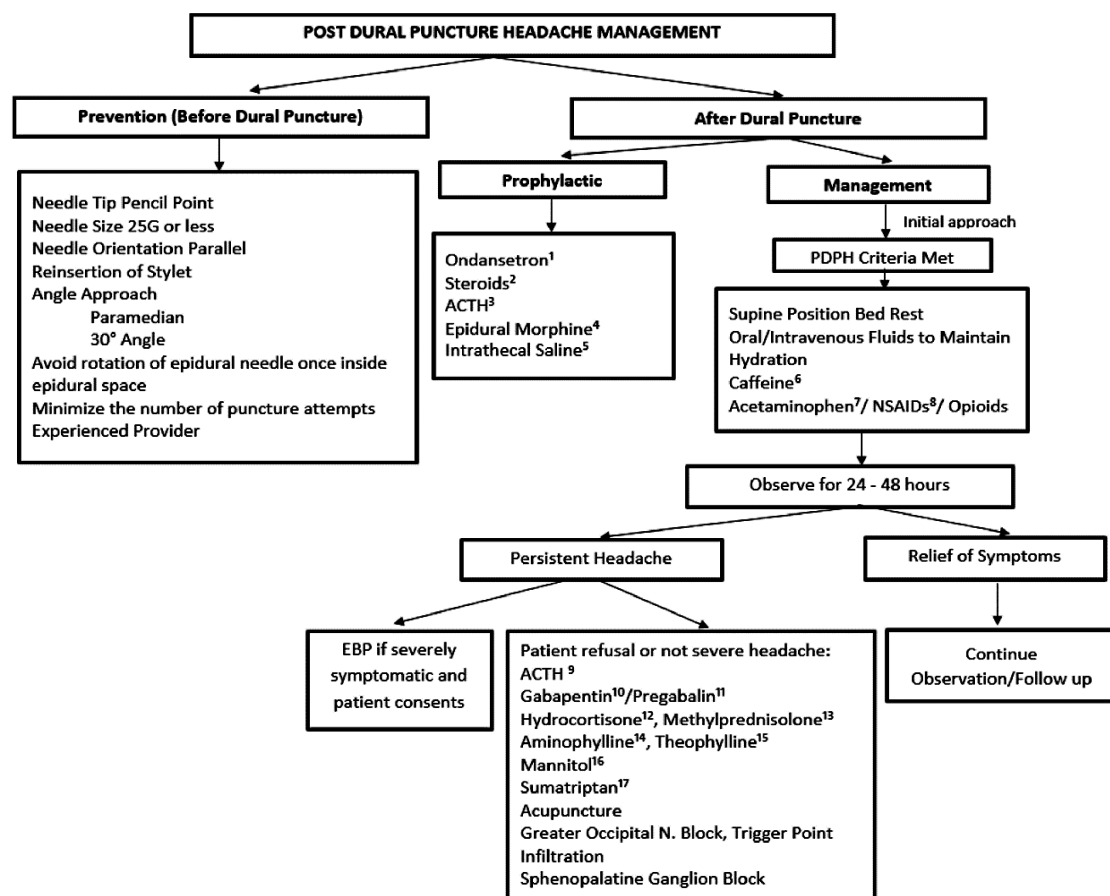 POST DURAL PUNCTURE HEADACHE MANAGEMENT
Prevention (Before Dural Puncture)
After Dural Puncture
Needle Tip Pencil Point
Needle Size 25G or less
Needle Orientation Parallel
Reinsertion of Stylet
Angle Approach
Paramedian
30° Angle
Avoid rotation of epidural needle once inside
epidural space
Minimize the number of puncture attempts
Experienced Provider
Prophylactic
Ondansetron¹
Steroids²
ACTH³
Epidural Morphine⁴
Intrathecal Saline⁵
Management
Initial approach
PDPH Criteria Met
Supine Position Bed Rest
Oral/Intravenous Fluids to Maintain
Hydration
Caffeine⁶
Acetaminophen⁷/ NSAIDs⁸/ Opioids
Observe for 24 - 48 hours
Persistent Headache
Relief of Symptoms
EBP if severely
symptomatic and
patient consents
Patient refusal or not severe headache:
ACTH ⁹
Gabapentin¹⁰/Pregabalin¹¹
Hydrocortisone¹², Methylprednisolone¹³
Aminophylline¹⁴, Theophylline¹⁵
Mannitol¹⁶
Sumatriptan¹⁷
Acupuncture
Greater Occipital N. Block, Trigger Point
Infiltration
Sphenopalatine Ganglion Block
Continue
Observation/Follow up